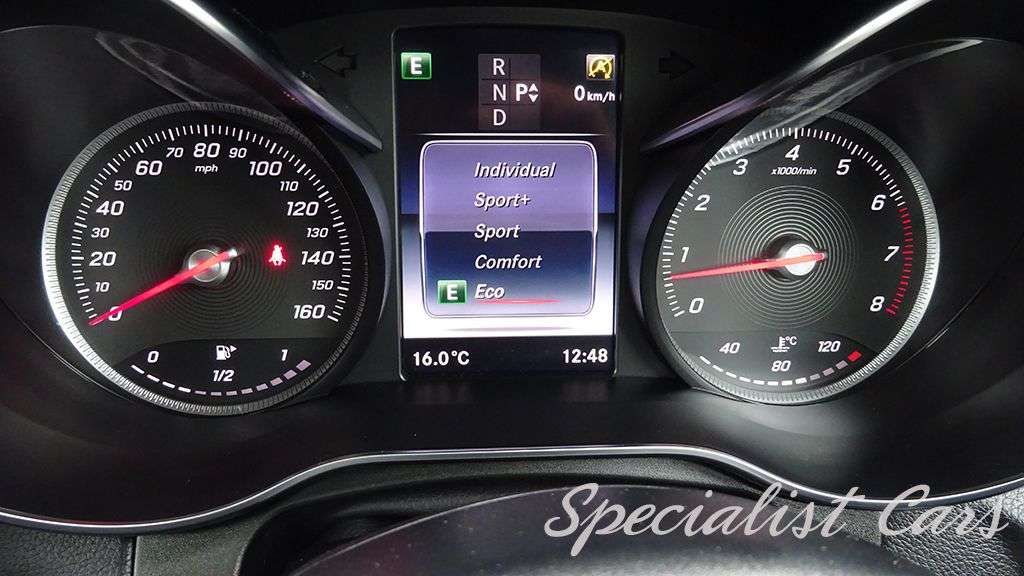 E
R
N P
D
0 km/h
Individual
Sport+
Sport
Comfort
E Eco
16.0°C 12:48
0 10 20 30 40 50 60 70 80 90 100 110 120 130 140 150 160
mph
0 1/2 1
0 1 2 3 4 5 6 7 8
x1000/min
°C
40 80 120
Specialist Cars